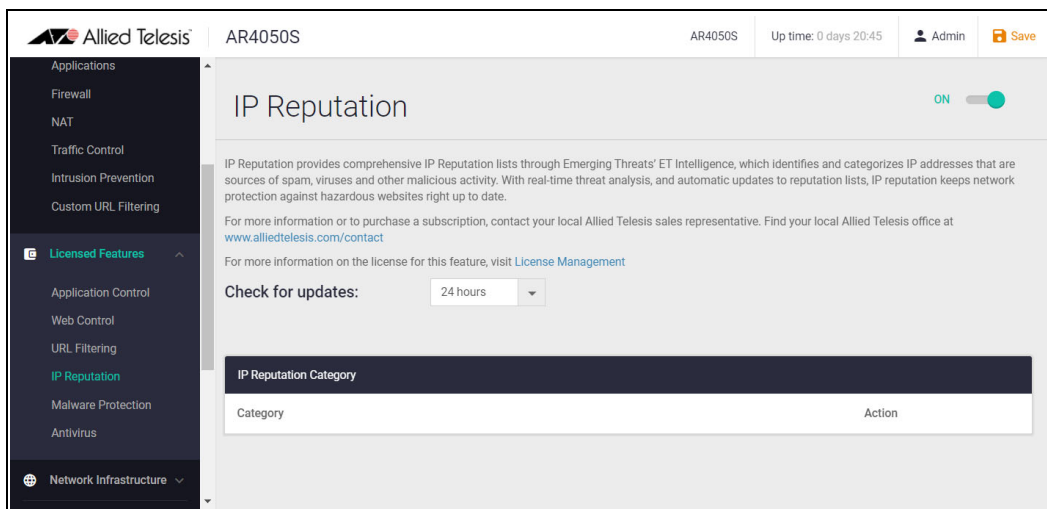 Allied Telesis
AR4050S
AR4050S
Up time: 0 days 20:45
Admin
Save
Applications
Firewall
NAT
Traffic Control
Intrusion Prevention
Custom URL Filtering
Licensed Features
Application Control
Web Control
URL Filtering
IP Reputation
Malware Protection
Antivirus
Network Infrastructure
IP Reputation
ON
IP Reputation provides comprehensive IP Reputation lists through Emerging Threats' ET Intelligence, which identifies and categorizes IP addresses that are
sources of spam, viruses and other malicious activity. With real-time threat analysis, and automatic updates to reputation lists, IP reputation keeps network
protection against hazardous websites right up to date.
For more information or to purchase a subscription, contact your local Allied Telesis sales representative. Find your local Allied Telesis office at
www.alliedtelesis.com/contact
For more information on the license for this feature, visit License Management
Check for updates:
24 hours
IP Reputation Category
Category
Action